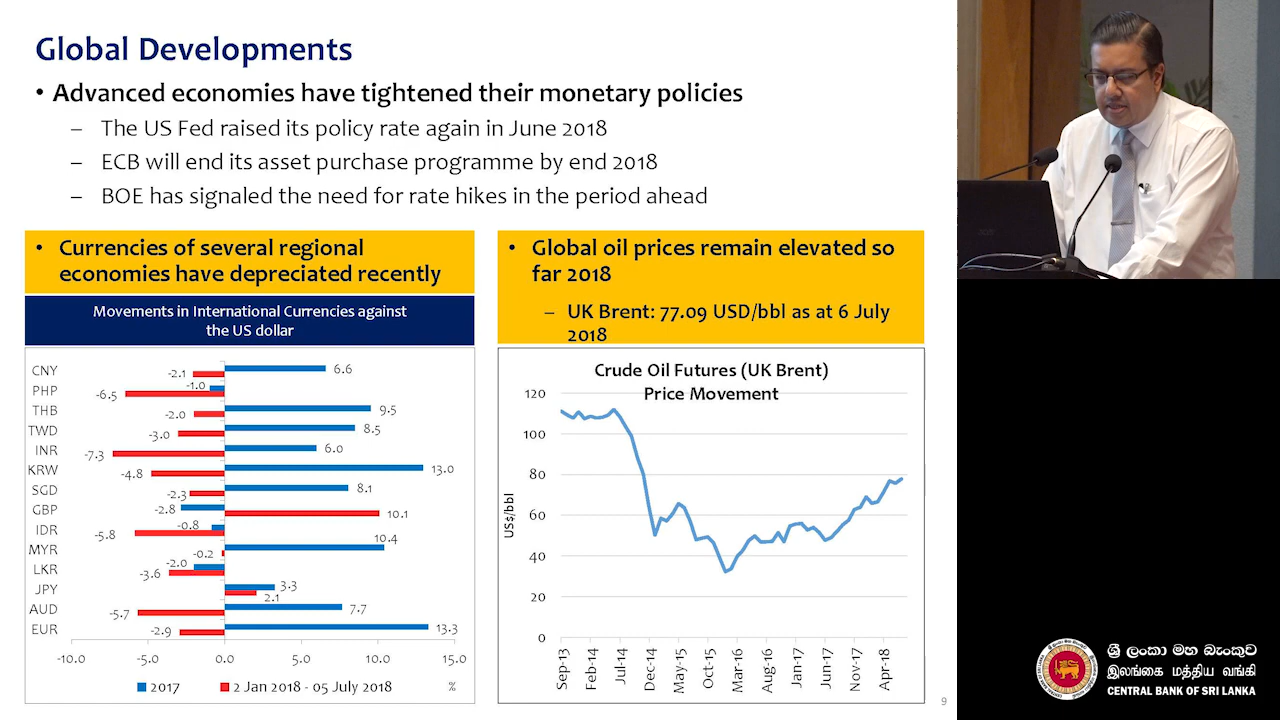 Global Developments
• Advanced economies have tightened their monetary policies
– The US Fed raised its policy rate again in June 2018
– ECB will end its asset purchase programme by end 2018
– BOE has signaled the need for rate hikes in the period ahead
• Currencies of several regional
economies have depreciated recently
Movements in International Currencies against
the US dollar
CNY -2.1 6.6
PHP -6.5 -1.0
THB -2.0 9.5
TWD -3.0 8.5
INR -7.3 6.0
KRW -4.8 13.0
SGD -2.3 8.1
GBP -2.8 10.1
IDR -5.8 -0.8
MYR -0.2 10.4
LKR -3.6 -2.0
JPY 3.3 2.1
AUD -5.7 7.7
EUR -2.9 13.3
-10.0 -5.0 0.0 5.0 10.0 15.0
2017 2 Jan 2018 - 05 July 2018 %
• Global oil prices remain elevated so
far 2018
– UK Brent: 77.09 USD/bbl as at 6 July
2018
Crude Oil Futures (UK Brent)
Price Movement
US$/bbl
120
100
80
60
40
20
0
Sep-13 Feb-14 Jul-14 Dec-14 May-15 Oct-15 Mar-16 Aug-16 Jan-17 Jun-17 Nov-17 Apr-18
9
ශ්‍රී ලංකා මහ බැංකුව
இலங்கை மத்திய வங்கி
CENTRAL BANK OF SRI LANKA